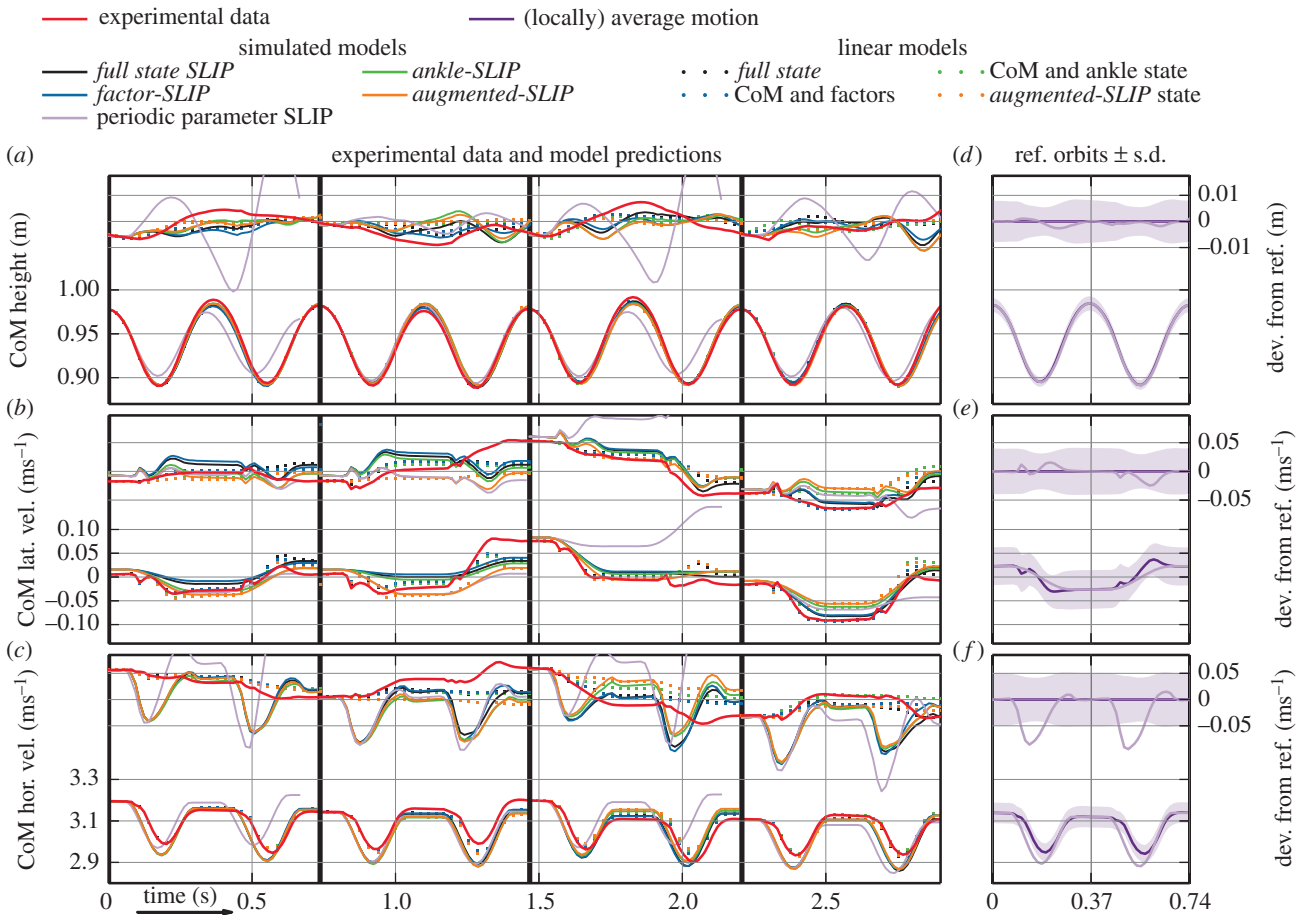 experimental data
(locally) average motion
simulated models
linear models
full state SLIP
ankle-SLIP
full state
CoM and ankle state
factor-SLIP
augmented-SLIP
CoM and factors
augmented-SLIP state
periodic parameter SLIP
(a)
experimental data and model predictions
(d)
ref. orbits ± s.d.
CoM height (m)
1.00
0.95
0.90
0.01
0
−0.01
dev. from ref. (m)
(b)
(e)
CoM lat. vel. (ms−1)
0.10
0.05
0
−0.05
−0.10
0.05
0
−0.05
dev. from ref. (ms−1)
(c)
(f)
CoM hor. vel. (ms−1)
3.3
3.1
2.9
0.05
0
−0.05
dev. from ref. (ms−1)
0
0.5
1.0
1.5
2.0
2.5
0
0.37
0.74
time (s)